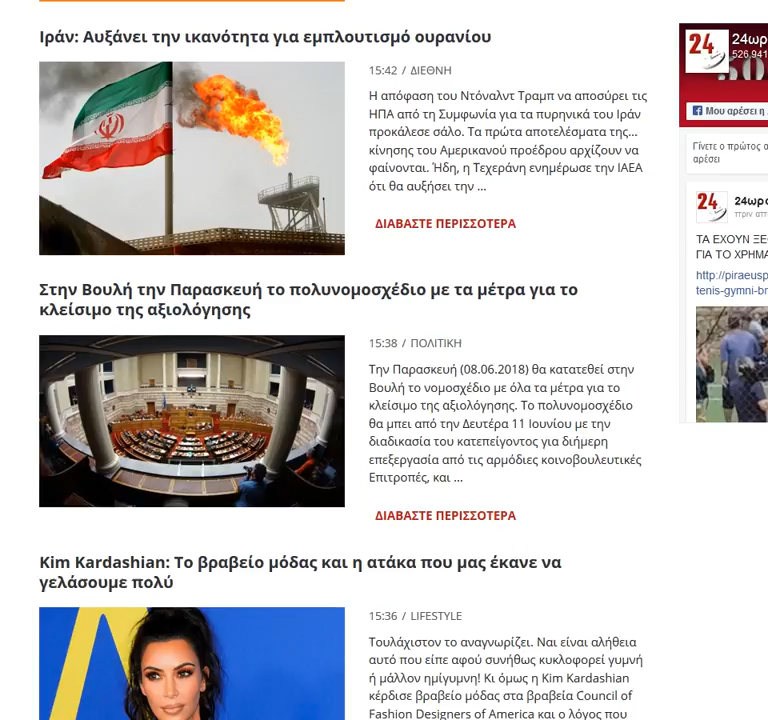 Ιράν: Αυξάνει την ικανότητα για εμπλουτισμό ουρανίου
15:42 / ΔΙΕΘΝΗ
Η απόφαση του Ντόναλντ Τραμπ να αποσύρει τις
ΗΠΑ από τη Συμφωνία για τα πυρηνικά του Ιράν
προκάλεσε σάλο. Τα πρώτα αποτελέσματα της...
κίνησης του Αμερικανού προέδρου αρχίζουν να
φαίνονται. Ήδη, η Τεχεράνη ενημέρωσε την ΙΑΕΑ
ότι θα αυξήσει την ...
ΔΙΑΒΑΣΤΕ ΠΕΡΙΣΣΟΤΕΡΑ
Στην Βουλή την Παρασκευή το πολυνομοσχέδιο με τα μέτρα για το
κλείσιμο της αξιολόγησης
15:38 / ΠΟΛΙΤΙΚΗ
Την Παρασκευή (08.06.2018) θα κατατεθεί στην
Βουλή το νομοσχέδιο με όλα τα μέτρα για το
κλείσιμο της αξιολόγησης. Το πολυνομοσχέδιο
θα μπει από την Δευτέρα 11 Ιουνίου με την
διαδικασία του κατεπείγοντος για διήμερη
επεξεργασία από τις αρμόδιες κοινοβουλευτικές
Επιτροπές, και ...
ΔΙΑΒΑΣΤΕ ΠΕΡΙΣΣΟΤΕΡΑ
Kim Kardashian: Το βραβείο μόδας και η ατάκα που μας έκανε να
γελάσουμε πολύ
15:36 / LIFESTYLE
Τουλάχιστον το αναγνωρίζει. Ναι είναι αλήθεια
αυτό που είπε αφού συνήθως κυκλοφορεί γυμνή
ή μάλλον ημίγυμνη! Κι όμως η Kim Kardashian
κέρδισε βραβείο μόδας στα βραβεία Council of
Fashion Designers of America και ο λόγος που
24
24ωρ
526.941
Μου αρέσει η
Γίνετε ο πρώτος α
αρέσει
24
24ωρο
πριν από
ΤΑ ΕΧΟΥΝ ΞΕ
ΓΙΑ ΤΟ ΧΡΗΜΑ
http://piraeusp
tenis-gymni-br